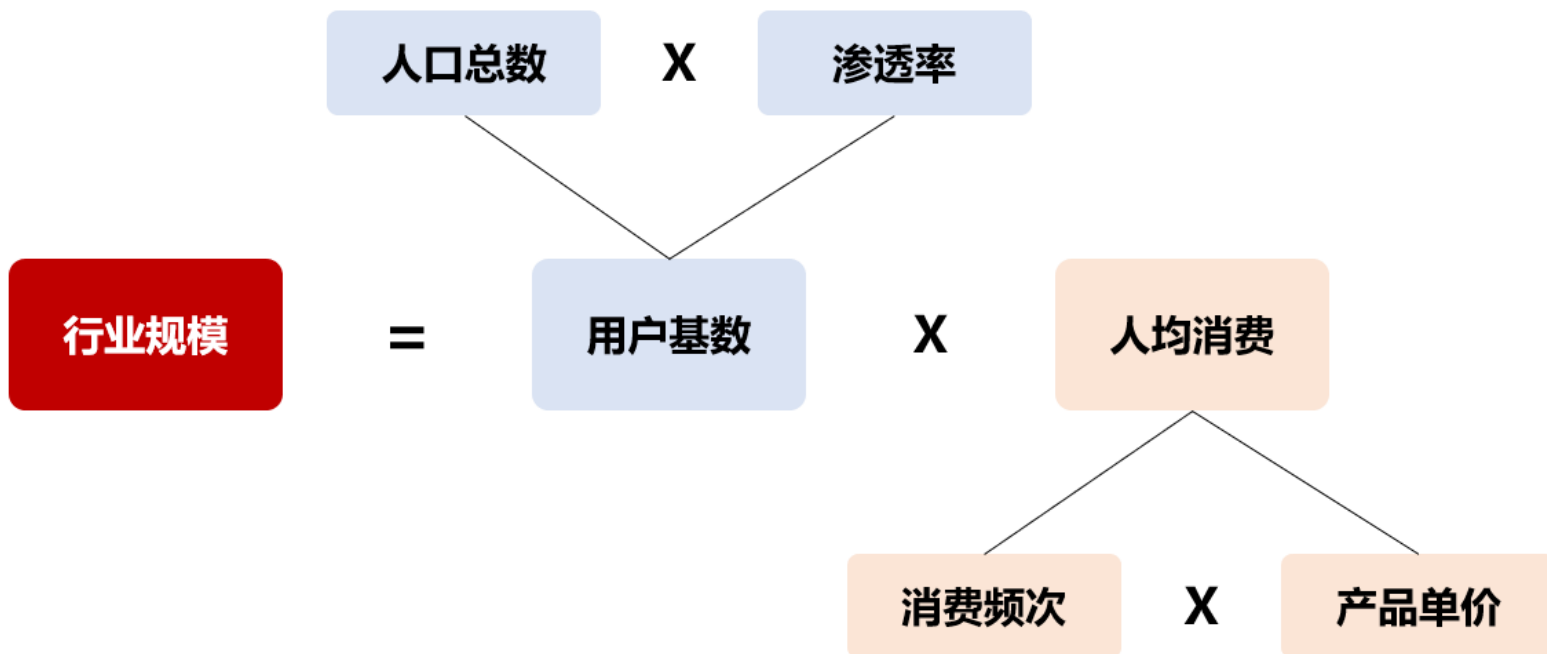 人口总数 X 渗透率
行业规模 = 用户基数 X 人均消费
消费频次 X 产品单价